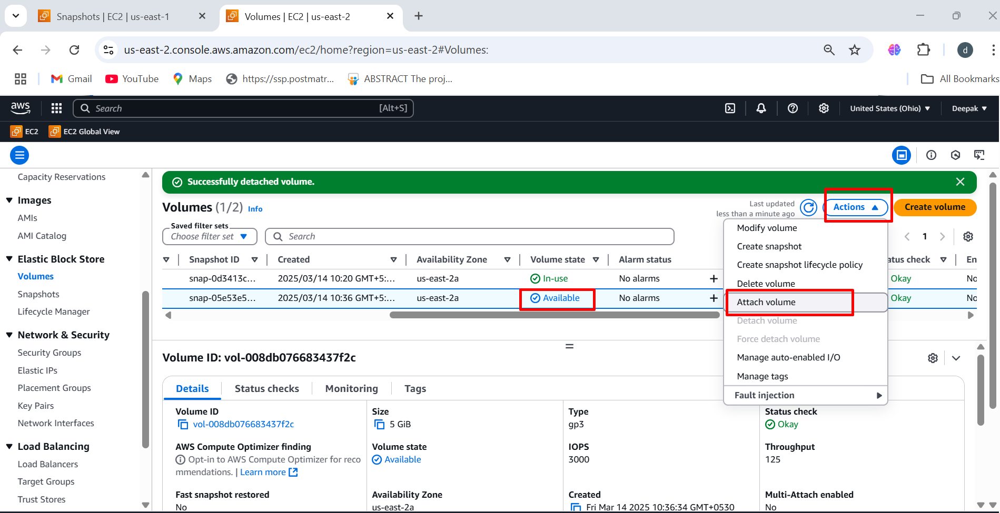 Snapshots | EC2 | us-east-1
Volumes | EC2 | us-east-2
us-east-2.console.aws.amazon.com/ec2/home?region=us-east-2#Volumes:
d
Gmail
YouTube
Maps
https://ssp.postmatr...
ABSTRACT The proj...
All Bookmarks
aws
Search
[Alt+S]
United States (Ohio)
Deepak
EC2
EC2 Global View
Capacity Reservations
Images
AMIs
AMI Catalog
Elastic Block Store
Volumes
Snapshots
Lifecycle Manager
Network & Security
Security Groups
Elastic IPs
Placement Groups
Key Pairs
Network Interfaces
Load Balancing
Load Balancers
Target Groups
Trust Stores
Successfully detached volume.
Volumes (1/2) Info
Last updated
less than a minute ago
Actions
Create volume
Saved filter sets
Choose filter set
Search
1
Snapshot ID Created Availability Zone Volume state Alarm status atus check En
snap-0d3413c... 2025/03/14 10:20 GMT+5:... us-east-2a In-use No alarms + Okay No
snap-05e53e5... 2025/03/14 10:36 GMT+5:... us-east-2a Available No alarms + Okay No
Modify volume
Create snapshot
Create snapshot lifecycle policy
Delete volume
Attach volume
Detach volume
Force detach volume
Manage auto-enabled I/O
Manage tags
Fault injection
Volume ID: vol-008db076683437f2c
Details
Status checks
Monitoring
Tags
Volume ID
vol-008db076683437f2c
Size
5 GiB
Type
gp3
Status check
Okay
AWS Compute Optimizer finding
Opt-in to AWS Compute Optimizer for reco
mmendations. | Learn more
Volume state
Available
IOPS
3000
Throughput
125
Fast snapshot restored
No
Availability Zone
us-east-2a
Created
Fri Mar 14 2025 10:36:34 GMT+0530
Multi-Attach enabled
No